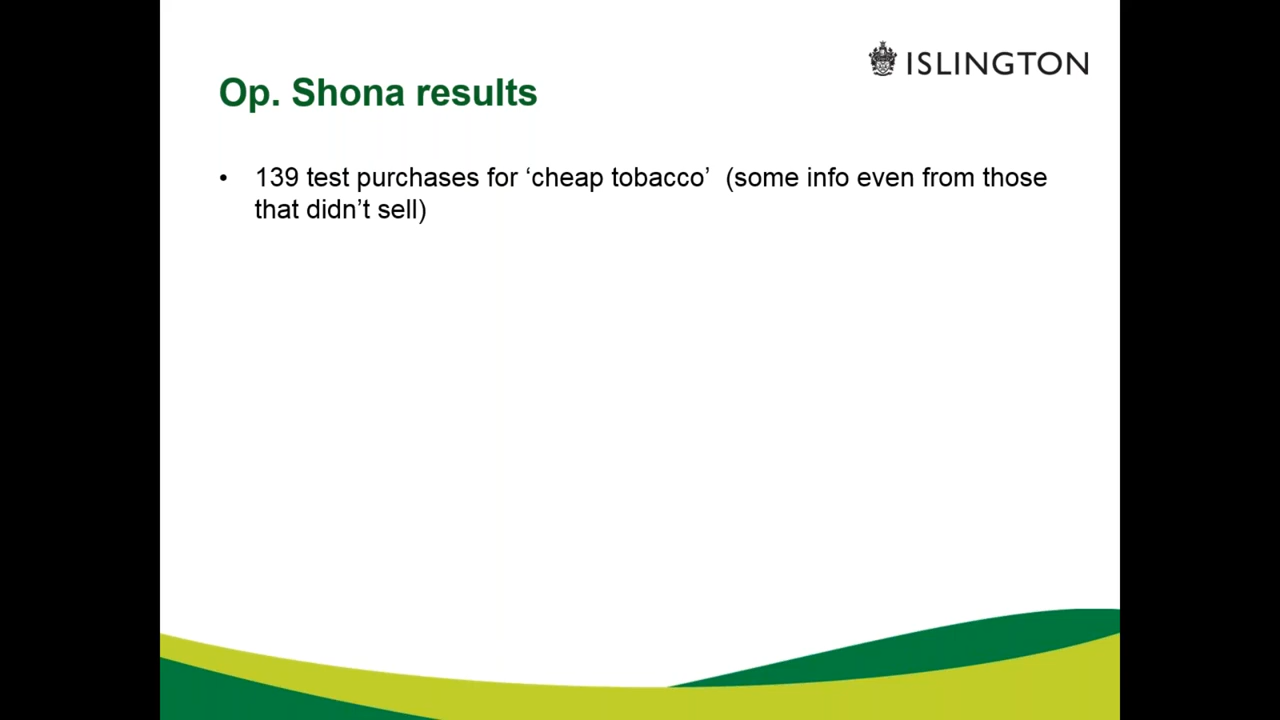 ISLINGTON
Op. Shona results
• 139 test purchases for ‘cheap tobacco’  (some info even from those
that didn’t sell)